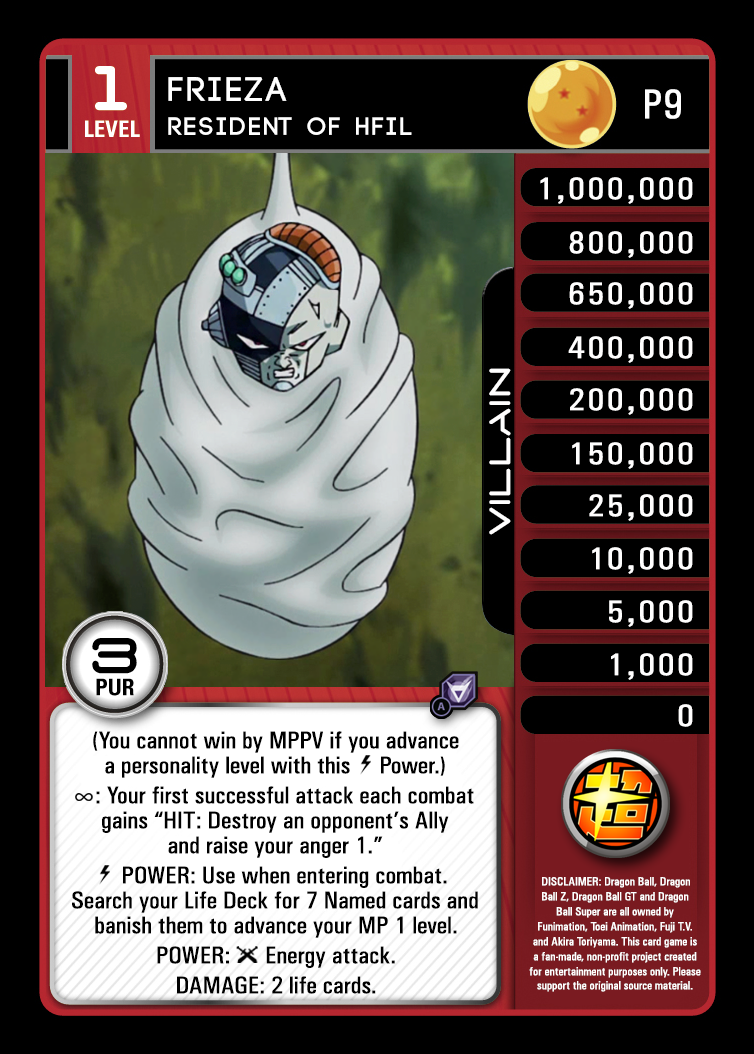 1
LEVEL
FRIEZA
RESIDENT OF HFIL
P9
1,000,000
800,000
650,000
400,000
200,000
150,000
25,000
10,000
5,000
1,000
0
VILLAIN
3
PUR
A
(You cannot win by MPPV if you advance
a personality level with this ⚡ Power.)
∞: Your first successful attack each combat
gains “HIT: Destroy an opponent’s Ally
and raise your anger 1.”
⚡ POWER: Use when entering combat.
Search your Life Deck for 7 Named cards and
banish them to advance your MP 1 level.
POWER: Energy attack.
DAMAGE: 2 life cards.
超
DISCLAIMER: Dragon Ball, Dragon
Ball Z, Dragon Ball GT and Dragon
Ball Super are all owned by
Funimation, Toei Animation, Fuji T.V.
and Akira Toriyama. This card game is
a fan-made, non-profit project created
for entertainment purposes only. Please
support the original source material.